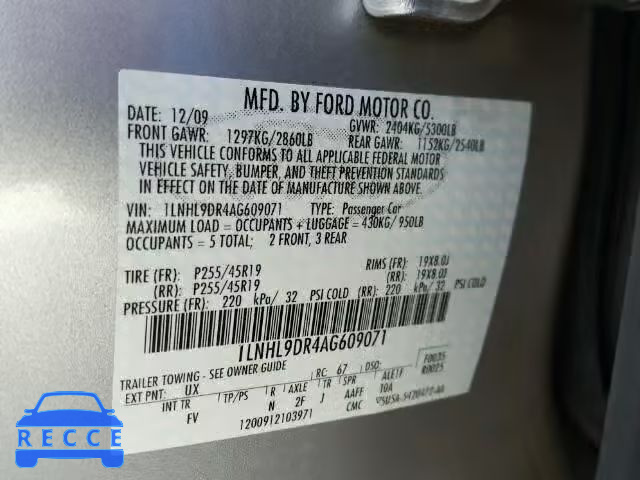 MFD. BY FORD MOTOR CO.
DATE: 12/09 GVWR: 2404KG/5300LB
FRONT GAWR: 1297KG/2860LB REAR GAWR: 1152KG/2540LB
THIS VEHICLE CONFORMS TO ALL APPLICABLE FEDERAL MOTOR
VEHICLE SAFETY, BUMPER, AND THEFT PREVENTION STANDARDS
IN EFFECT ON THE DATE OF MANUFACTURE SHOWN ABOVE.
VIN: 1LNHL9DR4AG609071 TYPE: Passenger Car
MAXIMUM LOAD = OCCUPANTS + LUGGAGE = 430KG/ 950LB
OCCUPANTS = 5 TOTAL; 2 FRONT, 3 REAR
TIRE (FR): P255/45R19 RIMS (FR): 19X8.0J
(RR): P255/45R19 (RR): 19X8.0J
PRESSURE (FR): 220 kPa/ 32 PSI COLD (RR): 220 kPa/ 32 PSI COLD
1LNHL9DR4AG609071
TRAILER TOWING - SEE OWNER GUIDE RC: 67 DSO: F0035
EXT PNT: UX R AXLE TR SPR ALETF R0025
INT TR TP/PS N 2F J AAFF 10A
FV 1200912103971 CMC
RECCE